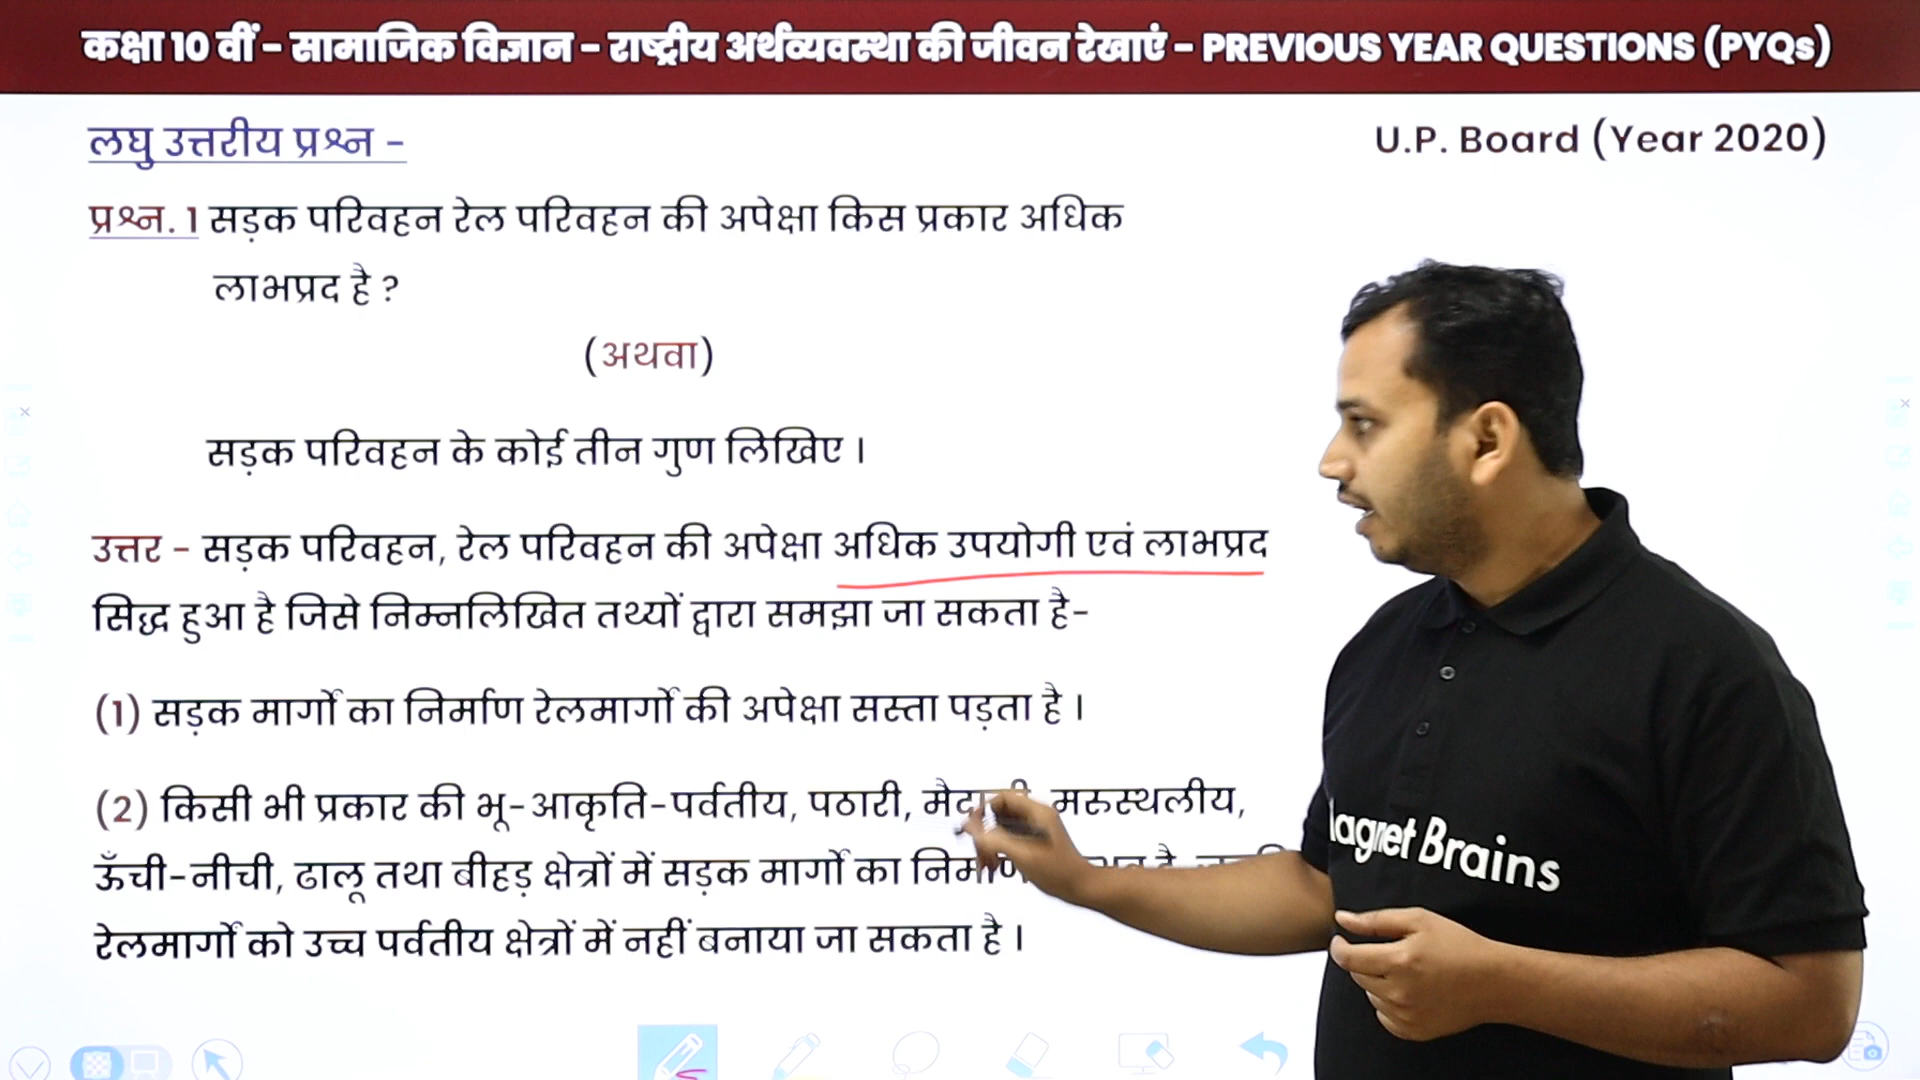 कक्षा 10 वीं - सामाजिक विज्ञान - राष्ट्रीय अर्थव्यवस्था की जीवन रेखाएं - PREVIOUS YEAR QUESTIONS (PYQs)
लघु उत्तरीय प्रश्न -
U.P. Board (Year 2020)
प्रश्न. 1 सड़क परिवहन रेल परिवहन की अपेक्षा किस प्रकार अधिक
लाभप्रद है ?
(अथवा)
सड़क परिवहन के कोई तीन गुण लिखिए ।
उत्तर - सड़क परिवहन, रेल परिवहन की अपेक्षा अधिक उपयोगी एवं लाभप्रद
सिद्ध हुआ है जिसे निम्नलिखित तथ्यों द्वारा समझा जा सकता है-
(1) सड़क मार्गों का निर्माण रेलमार्गों की अपेक्षा सस्ता पड़ता है ।
(2) किसी भी प्रकार की भू-आकृति-पर्वतीय, पठारी, मरुस्थलीय,
ऊँची-नीची, ढालू तथा बीहड़ क्षेत्रों में सड़क मार्गों का निर्माण है
रेलमार्गों को उच्च पर्वतीय क्षेत्रों में नहीं बनाया जा सकता है ।
Brains